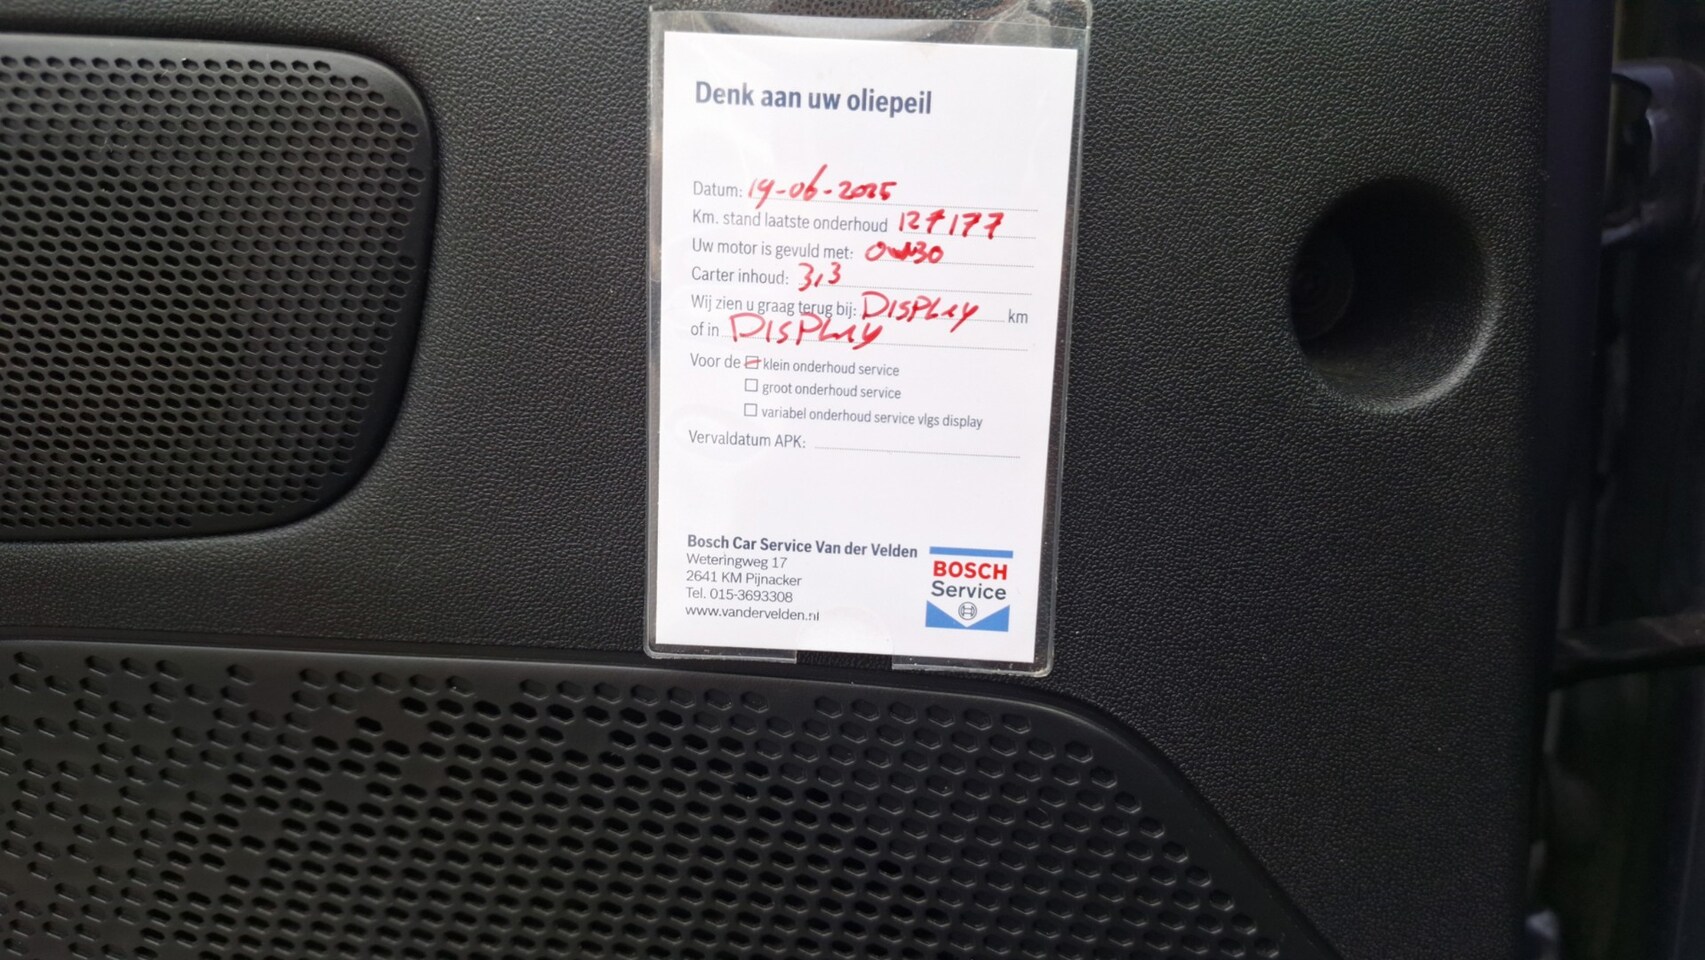 Denk aan uw oliepeil
Datum: 19-06-2025
Km. stand laatste onderhoud 127177
Uw motor is gevuld met: 0W30
Carter inhoud: 3,3
Wij zien u graag terug bij: DISPLAY km
of in DISPLAY
Voor de klein onderhoud service
groot onderhoud service
variabel onderhoud service vlgs display
Vervaldatum APK:
Bosch Car Service Van der Velden
Weteringweg 17
2641 KM Pijnacker
Tel. 015-3693308
www.vandervelden.nl
BOSCH
Service